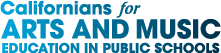 Californians for
ARTS AND MUSIC
EDUCATION IN PUBLIC SCHOOLS